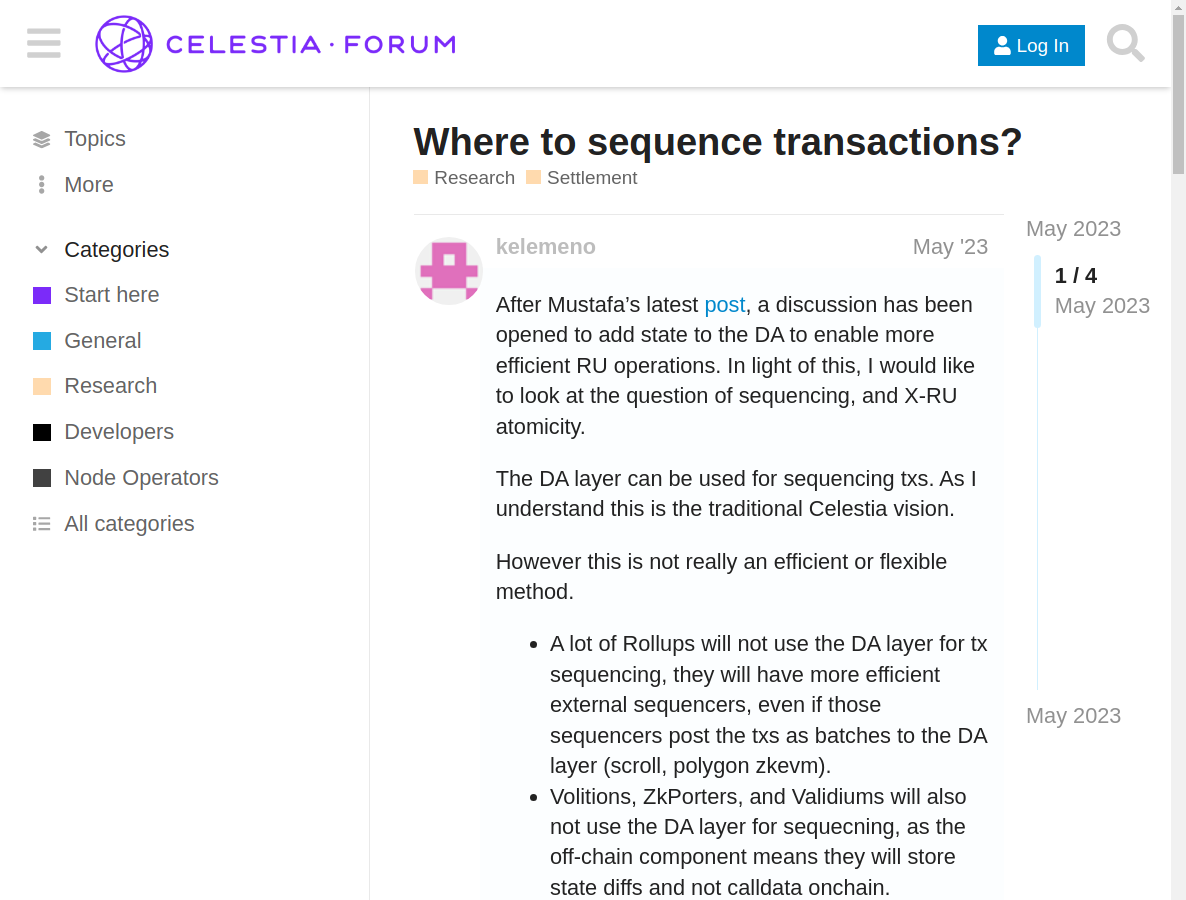 CELESTIA · FORUM
Log In
Topics
More
Categories
Start here
General
Research
Developers
Node Operators
All categories
Where to sequence transactions?
Research Settlement
kelemeno May '23
After Mustafa’s latest post, a discussion has been
opened to add state to the DA to enable more
efficient RU operations. In light of this, I would like
to look at the question of sequencing, and X-RU
atomicity.
The DA layer can be used for sequencing txs. As I
understand this is the traditional Celestia vision.
However this is not really an efficient or flexible
method.
A lot of Rollups will not use the DA layer for tx
sequencing, they will have more efficient
external sequencers, even if those
sequencers post the txs as batches to the DA
layer (scroll, polygon zkevm).
Volitions, ZkPorters, and Validiums will also
not use the DA layer for sequecning, as the
off-chain component means they will store
state diffs and not calldata onchain.
May 2023
1 / 4
May 2023
May 2023